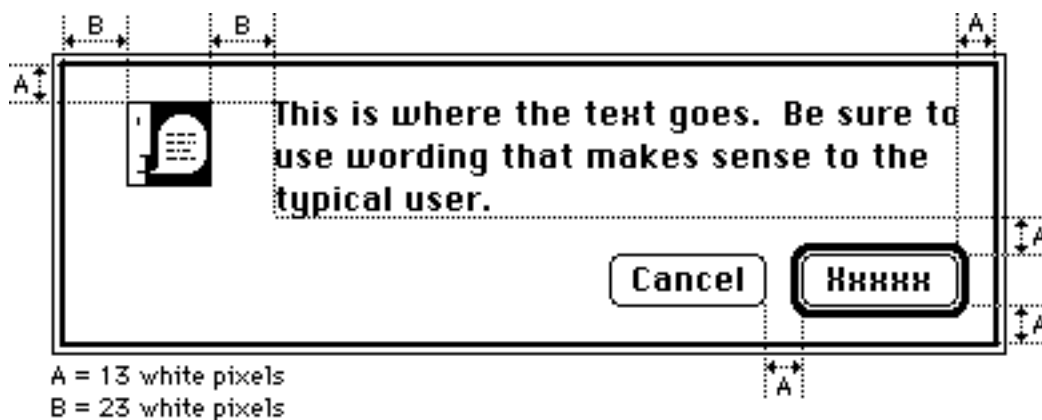 B B A
A
This is where the text goes.  Be sure to
use wording that makes sense to the
typical user.
A
Cancel Xxxxx
A
A
A = 13 white pixels
B = 23 white pixels